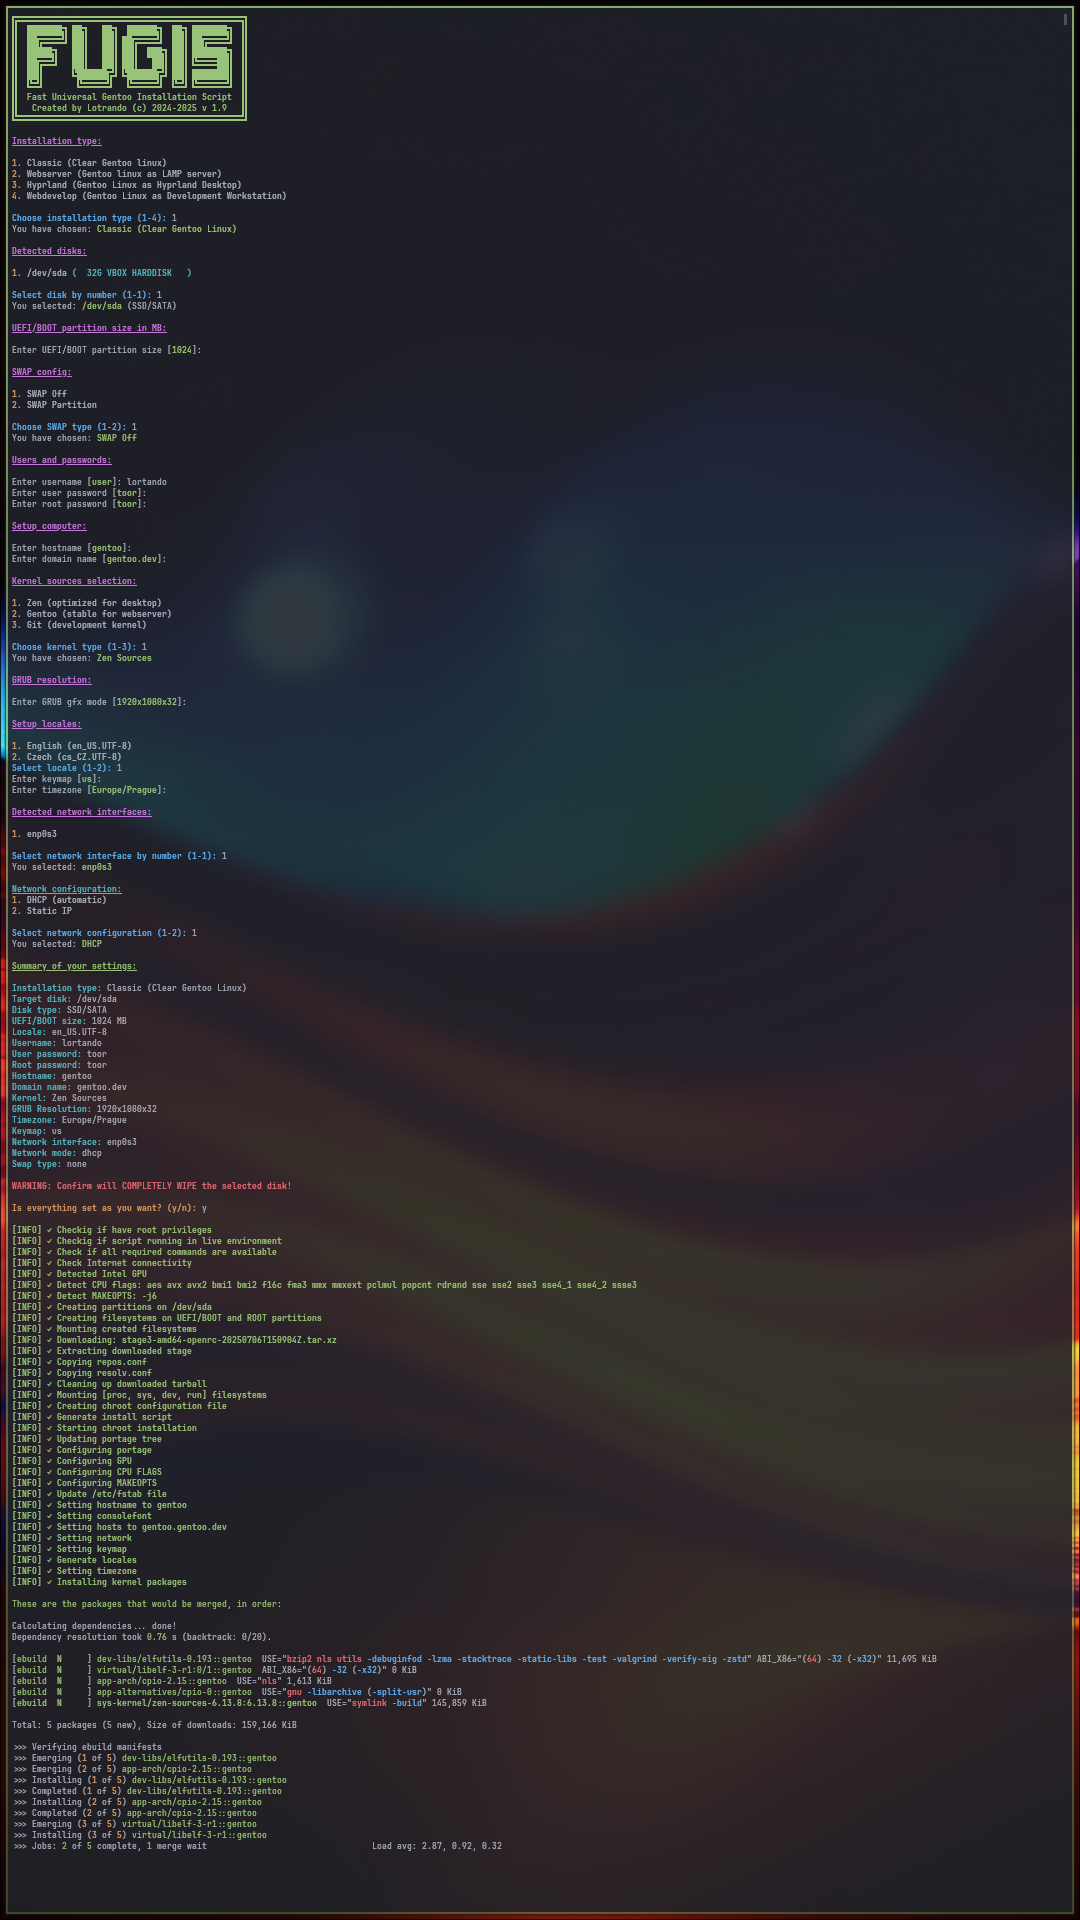 FUGIS
Fast Universal Gentoo Installation Script
Created by Lotrando (c) 2024-2025 v 1.9
Installation type:
1. Classic (Clear Gentoo linux)
2. Webserver (Gentoo linux as LAMP server)
3. Hyprland (Gentoo Linux as Hyprland Desktop)
4. Webdevelop (Gentoo Linux as Development Workstation)
Choose installation type (1-4): 1
You have chosen: Classic (Clear Gentoo Linux)
Detected disks:
1. /dev/sda (  32G VBOX HARDDISK   )
Select disk by number (1-1): 1
You selected: /dev/sda (SSD/SATA)
UEFI/BOOT partition size in MB:
Enter UEFI/BOOT partition size [1024]:
SWAP config:
1. SWAP Off
2. SWAP Partition
Choose SWAP type (1-2): 1
You have chosen: SWAP Off
Users and passwords:
Enter username [user]: lortando
Enter user password [toor]:
Enter root password [toor]:
Setup computer:
Enter hostname [gentoo]:
Enter domain name [gentoo.dev]:
Kernel sources selection:
1. Zen (optimized for desktop)
2. Gentoo (stable for webserver)
3. Git (development kernel)
Choose kernel type (1-3): 1
You have chosen: Zen Sources
GRUB resolution:
Enter GRUB gfx mode [1920x1080x32]:
Setup locales:
1. English (en_US.UTF-8)
2. Czech (cs_CZ.UTF-8)
Select locale (1-2): 1
Enter keymap [us]:
Enter timezone [Europe/Prague]:
Detected network interfaces:
1. enp0s3
Select network interface by number (1-1): 1
You selected: enp0s3
Network configuration:
1. DHCP (automatic)
2. Static IP
Select network configuration (1-2): 1
You selected: DHCP
Summary of your settings:
Installation type: Classic (Clear Gentoo Linux)
Target disk: /dev/sda
Disk type: SSD/SATA
UEFI/BOOT size: 1024 MB
Locale: en_US.UTF-8
Username: lortando
User password: toor
Root password: toor
Hostname: gentoo
Domain name: gentoo.dev
Kernel: Zen Sources
GRUB Resolution: 1920x1080x32
Timezone: Europe/Prague
Keymap: us
Network interface: enp0s3
Network mode: dhcp
Swap type: none
WARNING: Confirm will COMPLETELY WIPE the selected disk!
Is everything set as you want? (y/n): y
[INFO] ✔ Checkig if have root privileges
[INFO] ✔ Checkig if script running in live environment
[INFO] ✔ Check if all required commands are available
[INFO] ✔ Check Internet connectivity
[INFO] ✔ Detected Intel GPU
[INFO] ✔ Detect CPU flags: aes avx avx2 bmi1 bmi2 f16c fma3 mmx mmxext pclmul popcnt rdrand sse sse2 sse3 sse4_1 sse4_2 ssse3
[INFO] ✔ Detect MAKEOPTS: -j6
[INFO] ✔ Creating partitions on /dev/sda
[INFO] ✔ Creating filesystems on UEFI/BOOT and ROOT partitions
[INFO] ✔ Mounting created filesystems
[INFO] ✔ Downloading: stage3-amd64-openrc-20250706T150904Z.tar.xz
[INFO] ✔ Extracting downloaded stage
[INFO] ✔ Copying repos.conf
[INFO] ✔ Copying resolv.conf
[INFO] ✔ Cleaning up downloaded tarball
[INFO] ✔ Mounting [proc, sys, dev, run] filesystems
[INFO] ✔ Creating chroot configuration file
[INFO] ✔ Generate install script
[INFO] ✔ Starting chroot installation
[INFO] ✔ Updating portage tree
[INFO] ✔ Configuring portage
[INFO] ✔ Configuring GPU
[INFO] ✔ Configuring CPU FLAGS
[INFO] ✔ Configuring MAKEOPTS
[INFO] ✔ Update /etc/fstab file
[INFO] ✔ Setting hostname to gentoo
[INFO] ✔ Setting consolefont
[INFO] ✔ Setting hosts to gentoo.gentoo.dev
[INFO] ✔ Setting network
[INFO] ✔ Setting keymap
[INFO] ✔ Generate locales
[INFO] ✔ Setting timezone
[INFO] ✔ Installing kernel packages
These are the packages that would be merged, in order:
Calculating dependencies... done!
Dependency resolution took 0.76 s (backtrack: 0/20).
[ebuild  N     ] dev-libs/elfutils-0.193::gentoo  USE="bzip2 nls utils -debuginfod -lzma -stacktrace -static-libs -test -valgrind -verify-sig -zstd" ABI_X86="(64) -32 (-x32)" 11,695 KiB
[ebuild  N     ] virtual/libelf-3-r1:0/1::gentoo  ABI_X86="(64) -32 (-x32)" 0 KiB
[ebuild  N     ] app-arch/cpio-2.15::gentoo  USE="nls" 1,613 KiB
[ebuild  N     ] app-alternatives/cpio-0::gentoo  USE="gnu -libarchive (-split-usr)" 0 KiB
[ebuild  N     ] sys-kernel/zen-sources-6.13.8:6.13.8::gentoo  USE="symlink -build" 145,859 KiB
Total: 5 packages (5 new), Size of downloads: 159,166 KiB
>>> Verifying ebuild manifests
>>> Emerging (1 of 5) dev-libs/elfutils-0.193::gentoo
>>> Emerging (2 of 5) app-arch/cpio-2.15::gentoo
>>> Installing (1 of 5) dev-libs/elfutils-0.193::gentoo
>>> Completed (1 of 5) dev-libs/elfutils-0.193::gentoo
>>> Installing (2 of 5) app-arch/cpio-2.15::gentoo
>>> Completed (2 of 5) app-arch/cpio-2.15::gentoo
>>> Emerging (3 of 5) virtual/libelf-3-r1::gentoo
>>> Installing (3 of 5) virtual/libelf-3-r1::gentoo
>>> Jobs: 2 of 5 complete, 1 merge wait                                 Load avg: 2.87, 0.92, 0.32